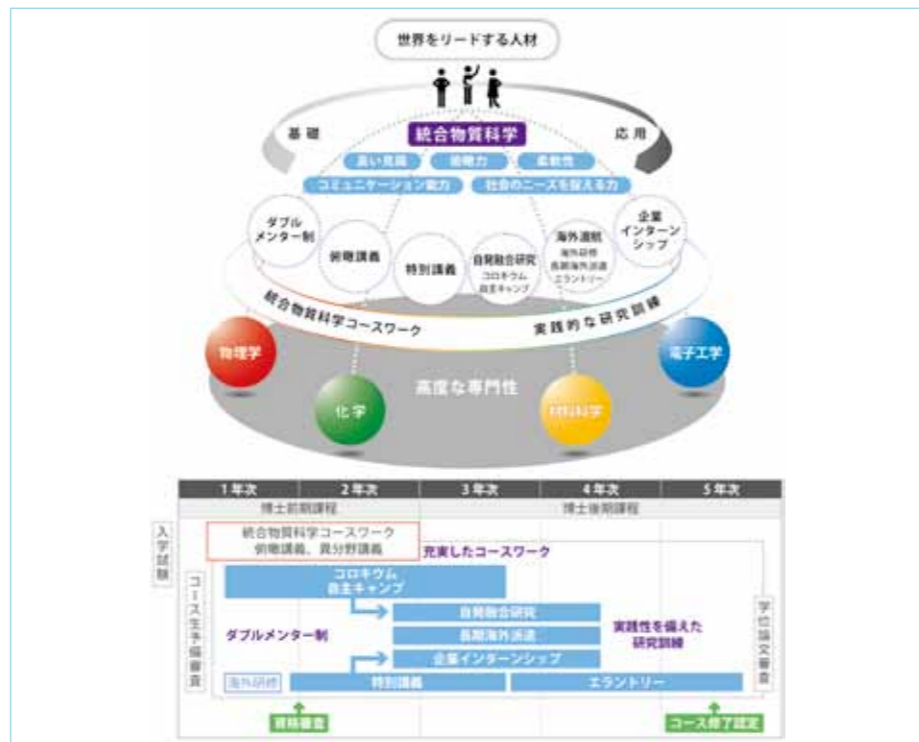 世界をリードする人材
基礎
統合物質科学
応用
高い見識
俯瞰力
柔軟性
コミュニケーション能力
社会のニーズを捉える力
ダブル
メンター制
俯瞰講義
特別講義
自発融合研究
コロキウム
自主キャンプ
海外渡航
海外研修
長期海外派遣
エラントリー
企業
インターン
シップ
統合物質科学コースワーク
実践的な研究訓練
物理学
化学
材料科学
電子工学
高度な専門性
1年次
2年次
3年次
4年次
5年次
博士前期課程
博士後期課程
入学試験
統合物質科学コースワーク
俯瞰講義、異分野講義
充実したコースワーク
コース生予備審査
コロキウム
自主キャンプ
自発融合研究
ダブルメンター制
長期海外派遣
実践性を備えた
研究訓練
企業インターンシップ
海外研修
特別講義
エラントリー
学位論文審査
資格審査
コース修了認定